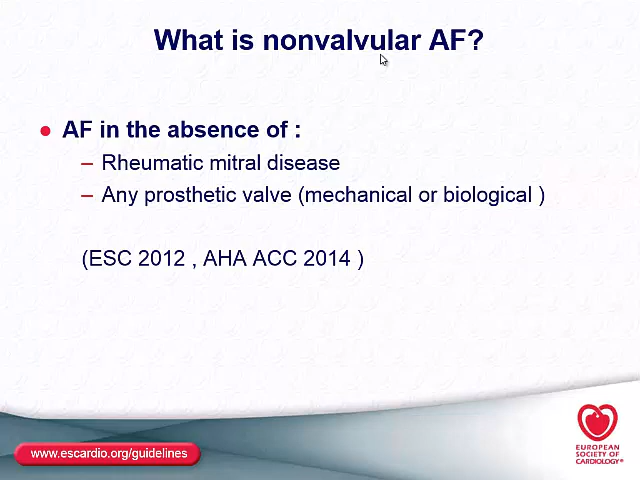 What is nonvalvular AF?
● AF in the absence of :
– Rheumatic mitral disease
– Any prosthetic valve (mechanical or biological )
(ESC 2012 , AHA ACC 2014 )
www.escardio.org/guidelines
EUROPEAN
SOCIETY OF
CARDIOLOGY®